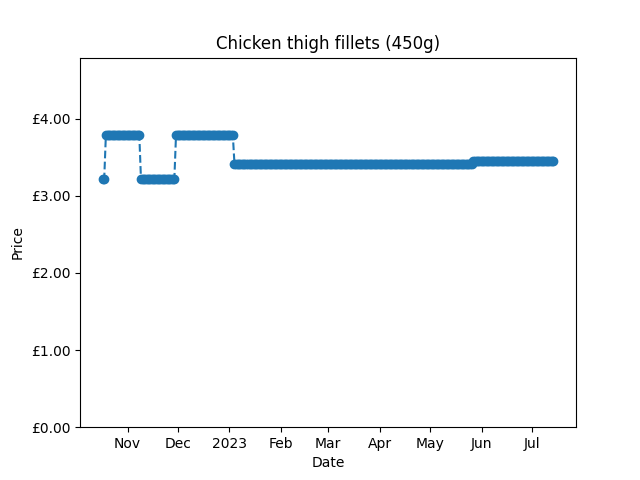 Chicken thigh fillets (450g)
£4.00
£3.00
£2.00
£1.00
£0.00
Price
Nov Dec 2023 Feb Mar Apr May Jun Jul
Date